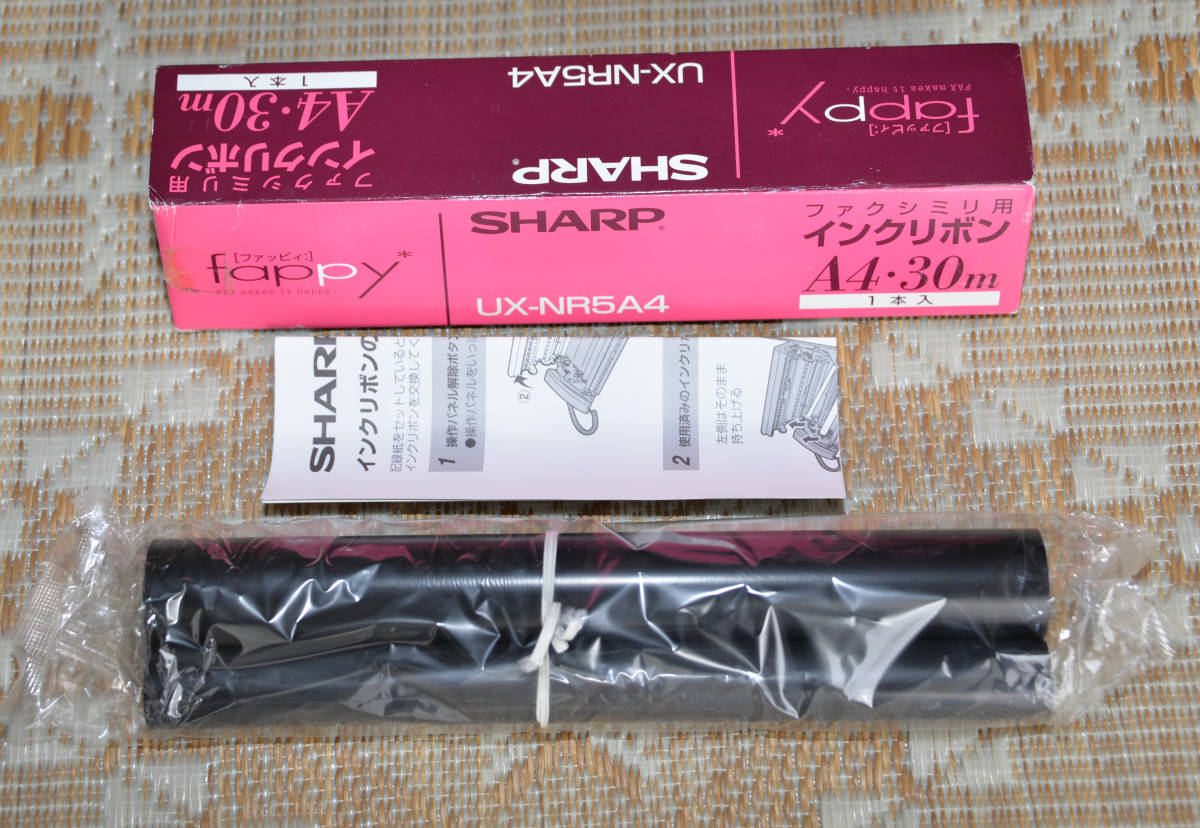 ファクシミリ用
インクリボン
A4・30m
1本入
SHARP®
UX-NR5A4
fappy*
[ファッピィ:]
FAX makes it happy.
fappy*
[ファッピィ:]
FAX makes it happy.
SHARP®
UX-NR5A4
ファクシミリ用
インクリボン
A4・30m
1本入
SHARP
インクリボンの
記録紙をセットしていると
インクリボンを交換してく
1 操作パネル解除ボタ
●操作パネルをいっ
②
2 使用済みのインクリ
左側はそのまま
持ち上げる